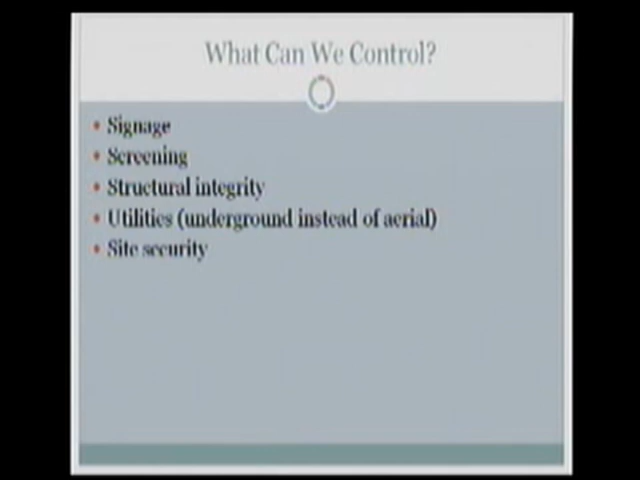 What Can We Control?
• Signage
• Screening
• Structural integrity
• Utilities (underground instead of aerial)
• Site security